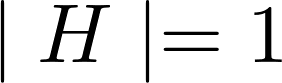 | H |= 1